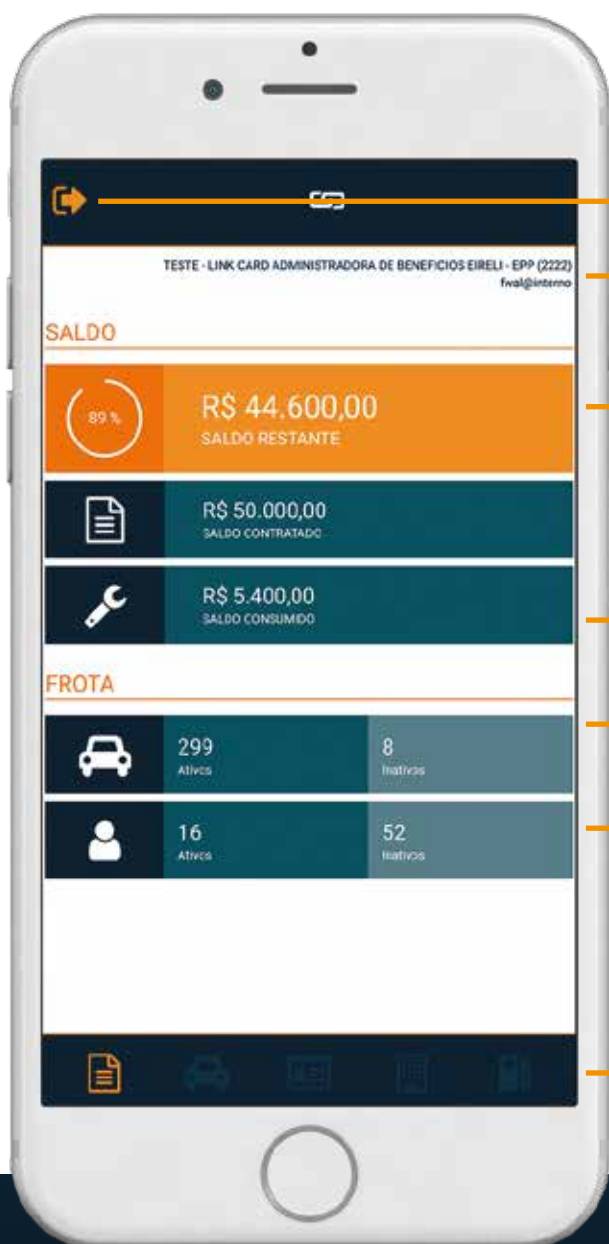 TESTE - LINK CARD ADMINISTRADORA DE BENEFICIOS EIRELI - EPP (2222)
fwal@interno
SALDO
89 %
R$ 44.600,00
SALDO RESTANTE
R$ 50.000,00
SALDO CONTRATADO
R$ 5.400,00
SALDO CONSUMIDO
FROTA
299
Ativos
8
Inativos
16
Ativos
52
Inativos